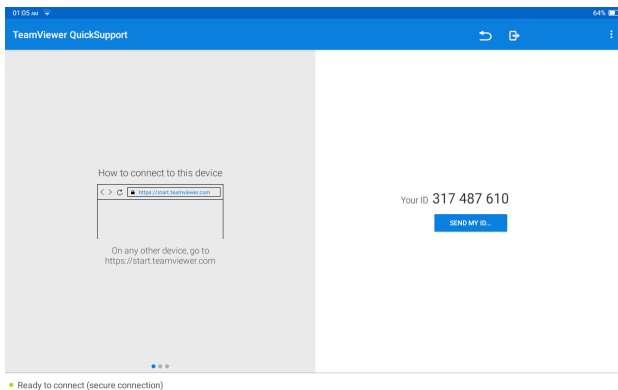 01:05 AM
64%
TeamViewer QuickSupport
How to connect to this device
https://start.teamviewer.com
On any other device, go to
https://start.teamviewer.com
Your ID 317 487 610
SEND MY ID...
Ready to connect (secure connection)